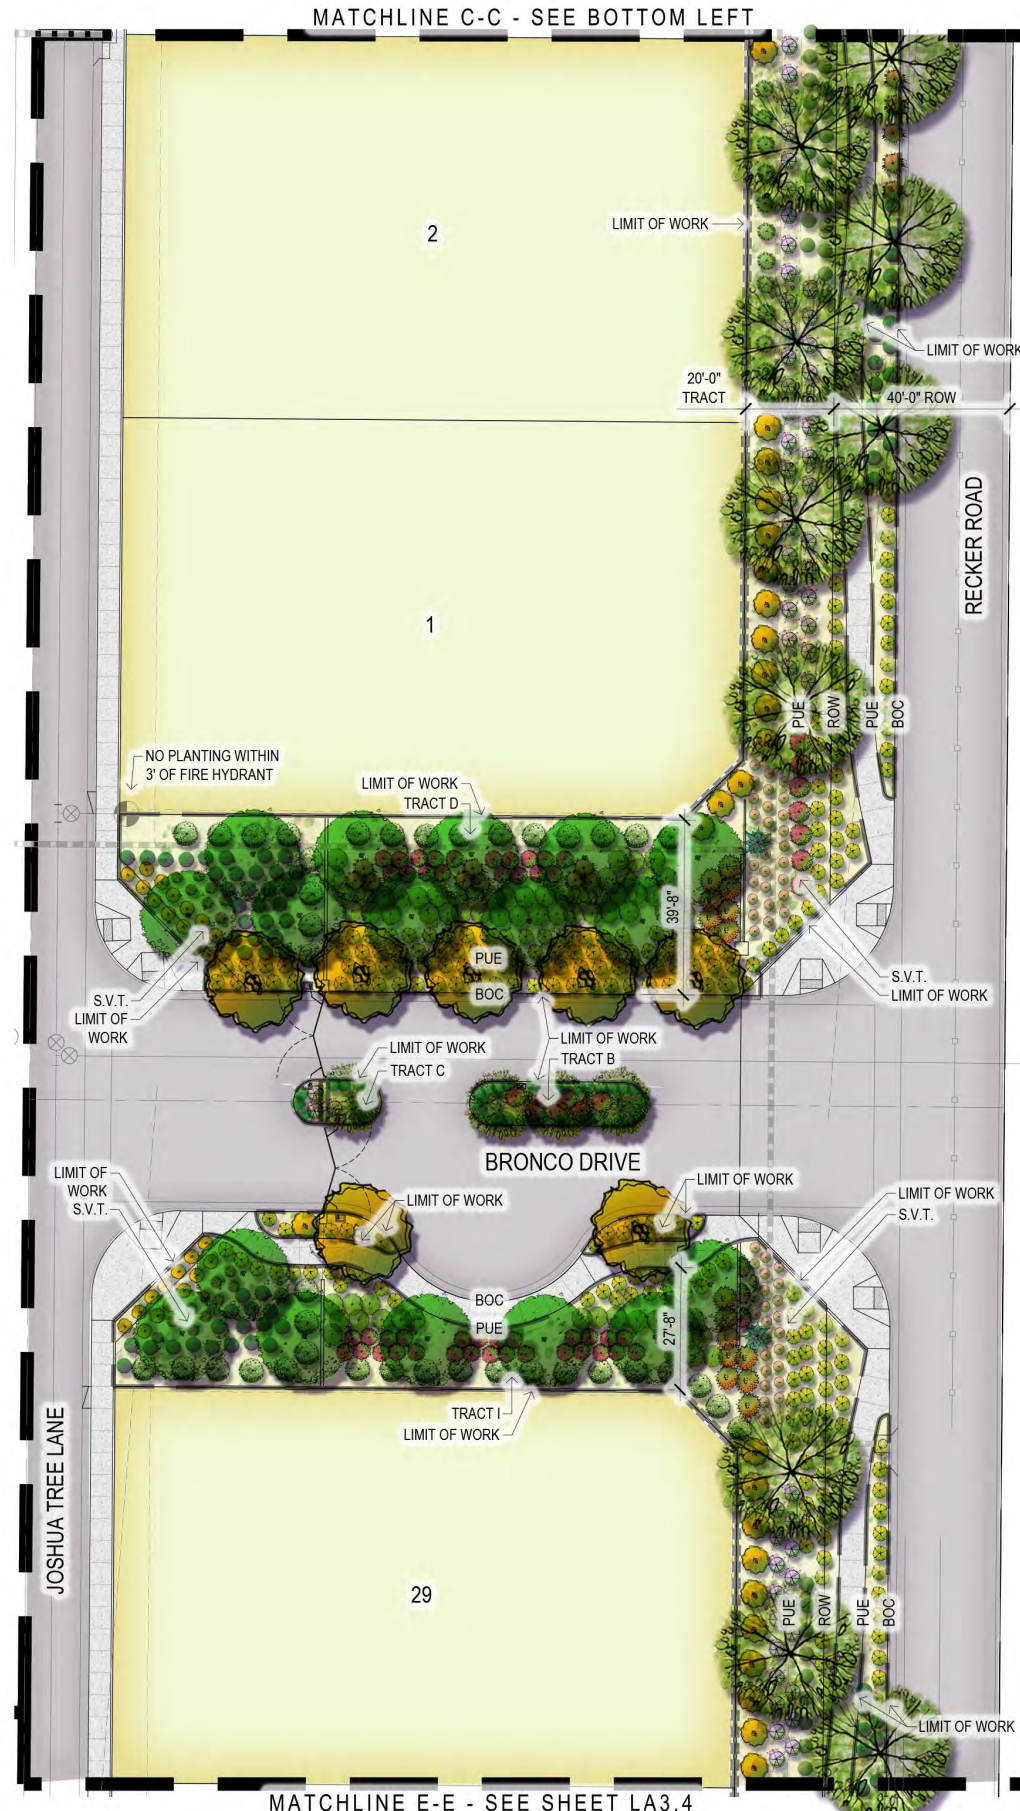 MATCHLINE C-C - SEE BOTTOM LEFT
2
LIMIT OF WORK
LIMIT OF WORK
20'-0"
TRACT
40'-0" ROW
RECKER ROAD
1
PUE
ROW
PUE
BOC
NO PLANTING WITHIN
3' OF FIRE HYDRANT
LIMIT OF WORK
TRACT D
39'-8"
PUE
BOC
S.V.T.
LIMIT OF
WORK
S.V.T.
LIMIT OF WORK
LIMIT OF WORK
TRACT C
LIMIT OF WORK
TRACT B
BRONCO DRIVE
LIMIT OF
WORK
S.V.T.
LIMIT OF WORK
LIMIT OF WORK
LIMIT OF WORK
S.V.T.
BOC
PUE
27'-8"
TRACT I
LIMIT OF WORK
JOSHUA TREE LANE
29
PUE
ROW
PUE
BOC
LIMIT OF WORK
MATCHLINE E-E - SEE SHEET LA3.4